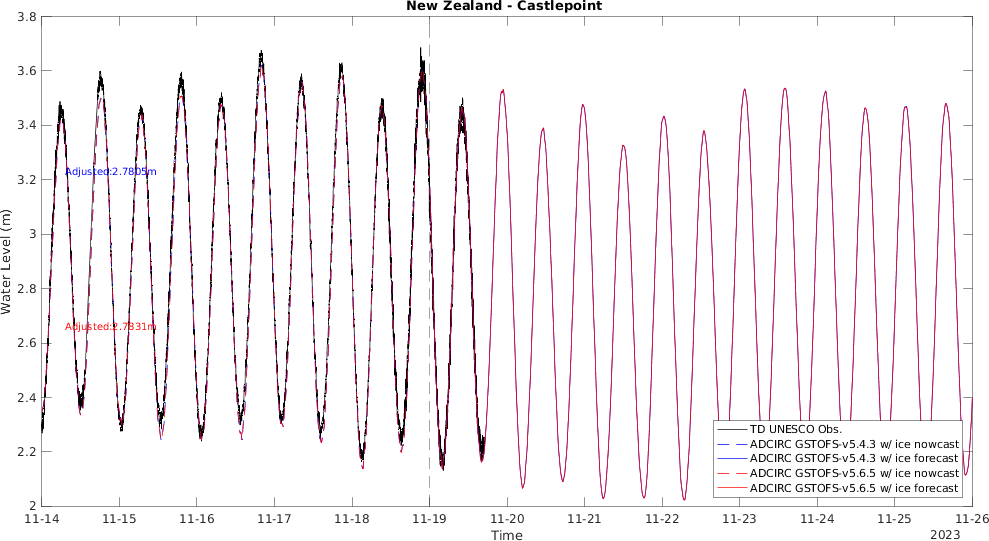 New Zealand - Castlepoint
Water Level (m)
3.8
3.6
3.4
3.2
3
2.8
2.6
2.4
2.2
2
Adjusted:2.7805m
Adjusted:2.7831m
TD UNESCO Obs.
ADCIRC GSTOFS-v5.4.3 w/ ice nowcast
ADCIRC GSTOFS-v5.4.3 w/ ice forecast
ADCIRC GSTOFS-v5.6.5 w/ ice nowcast
ADCIRC GSTOFS-v5.6.5 w/ ice forecast
11-14 11-15 11-16 11-17 11-18 11-19 11-20 11-21 11-22 11-23 11-24 11-25 11-26
Time
2023